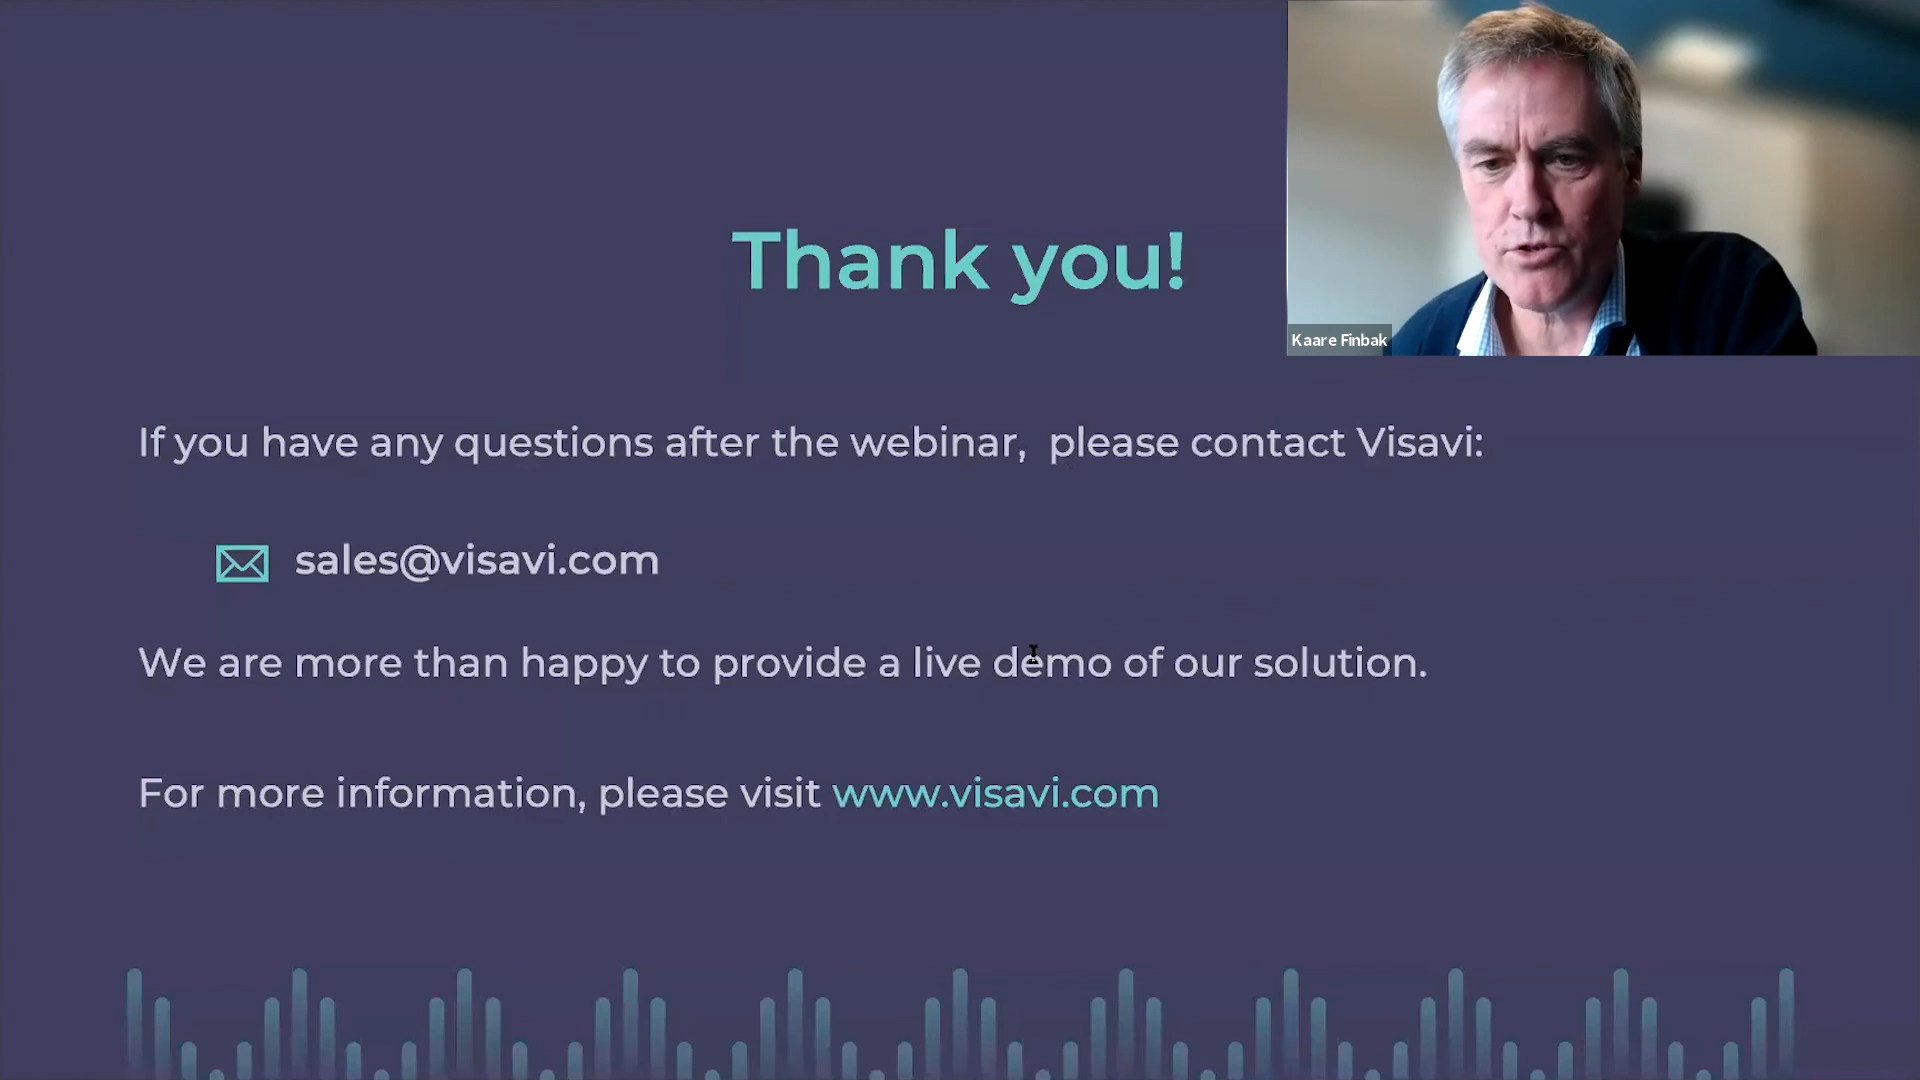 Thank you!
Kaare Finbak
If you have any questions after the webinar,  please contact Visavi:
sales@visavi.com
We are more than happy to provide a live demo of our solution.
For more information, please visit www.visavi.com